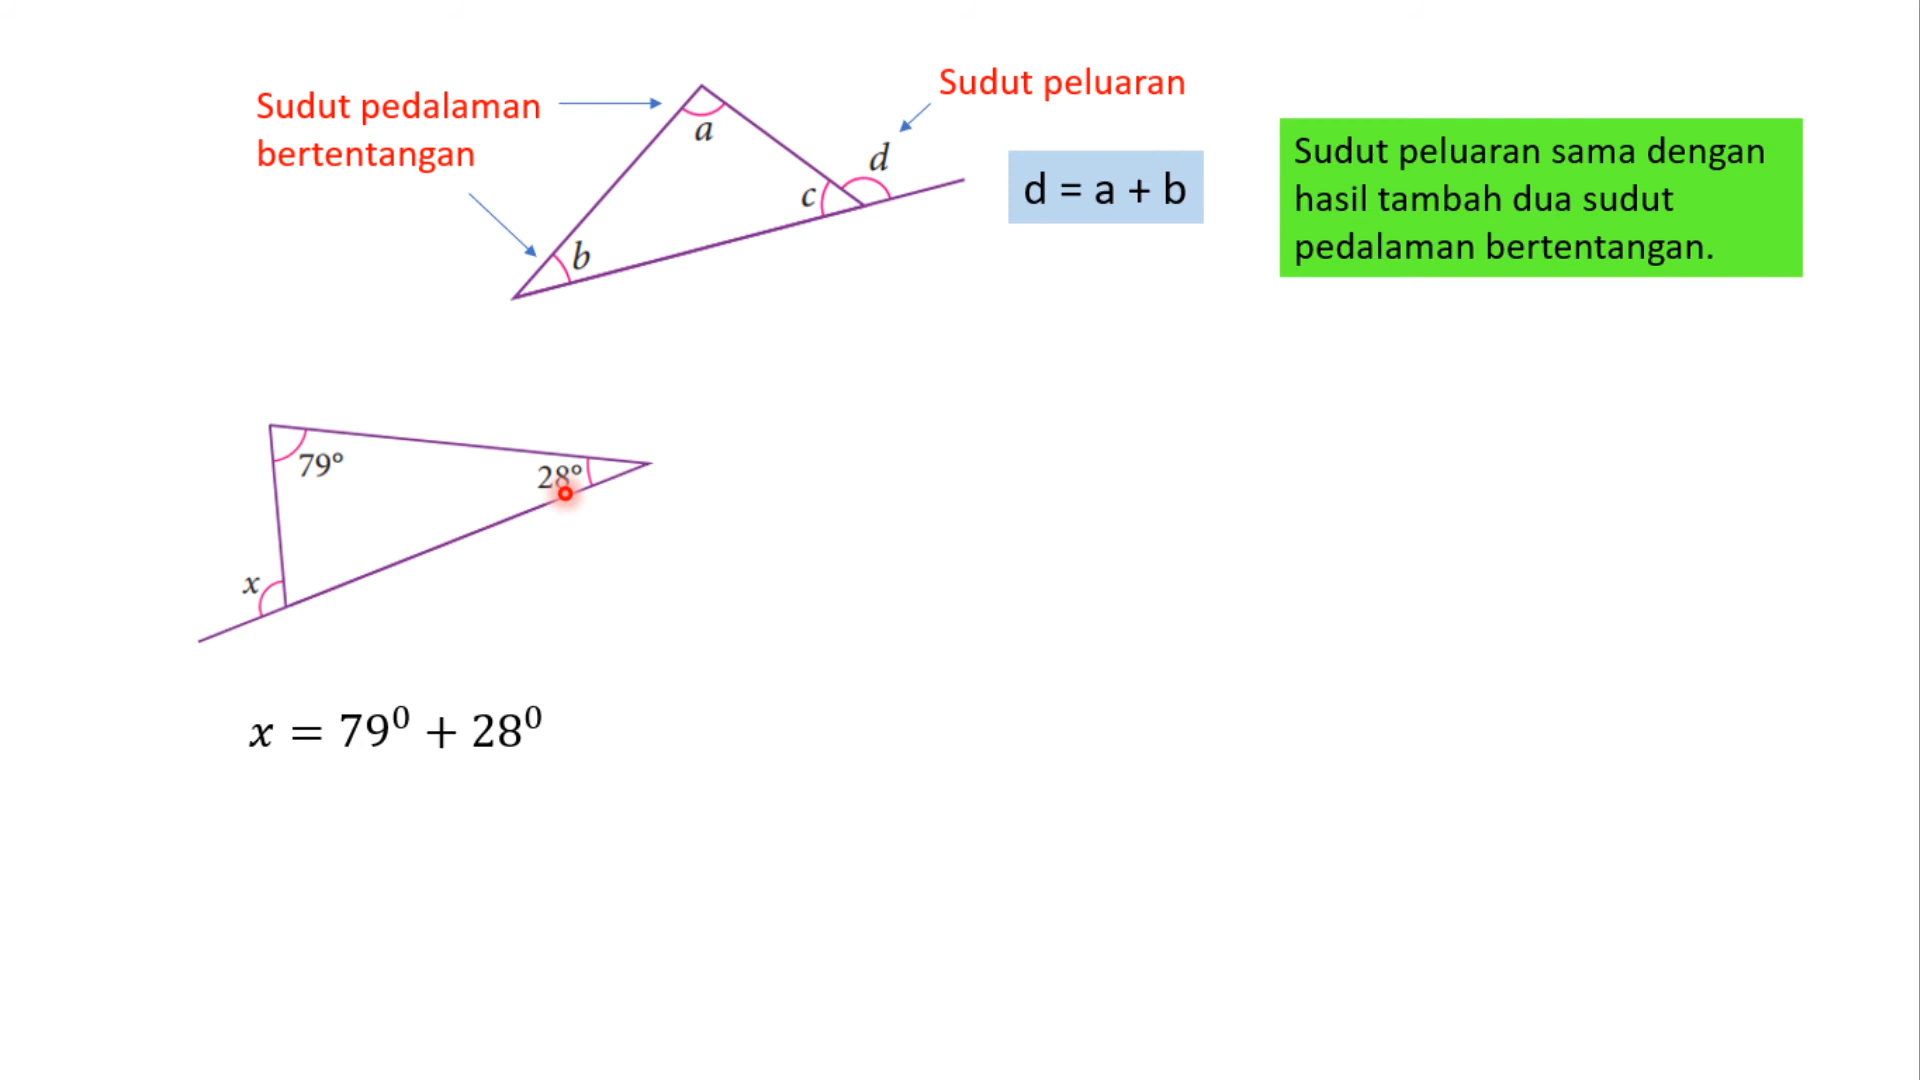 Sudut pedalaman
bertentangan
Sudut peluaran
a
b
c
d
d = a + b
Sudut peluaran sama dengan
hasil tambah dua sudut
pedalaman bertentangan.
79°
28°
x
x = 79⁰ + 28⁰